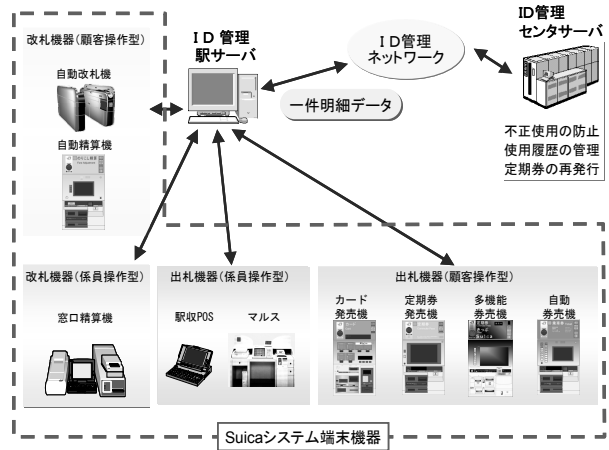 改札機器(顧客操作型)
自動改札機
自動精算機
ID管理
駅サーバ
ID管理
ネットワーク
一件明細データ
ID管理
センタサーバ
不正使用の防止
使用履歴の管理
定期券の再発行
改札機器(係員操作型)
窓口精算機
出札機器(係員操作型)
駅収POS
マルス
出札機器(顧客操作型)
カード
発売機
定期券
発売機
多機能
券売機
自動
券売機
Suicaシステム端末機器